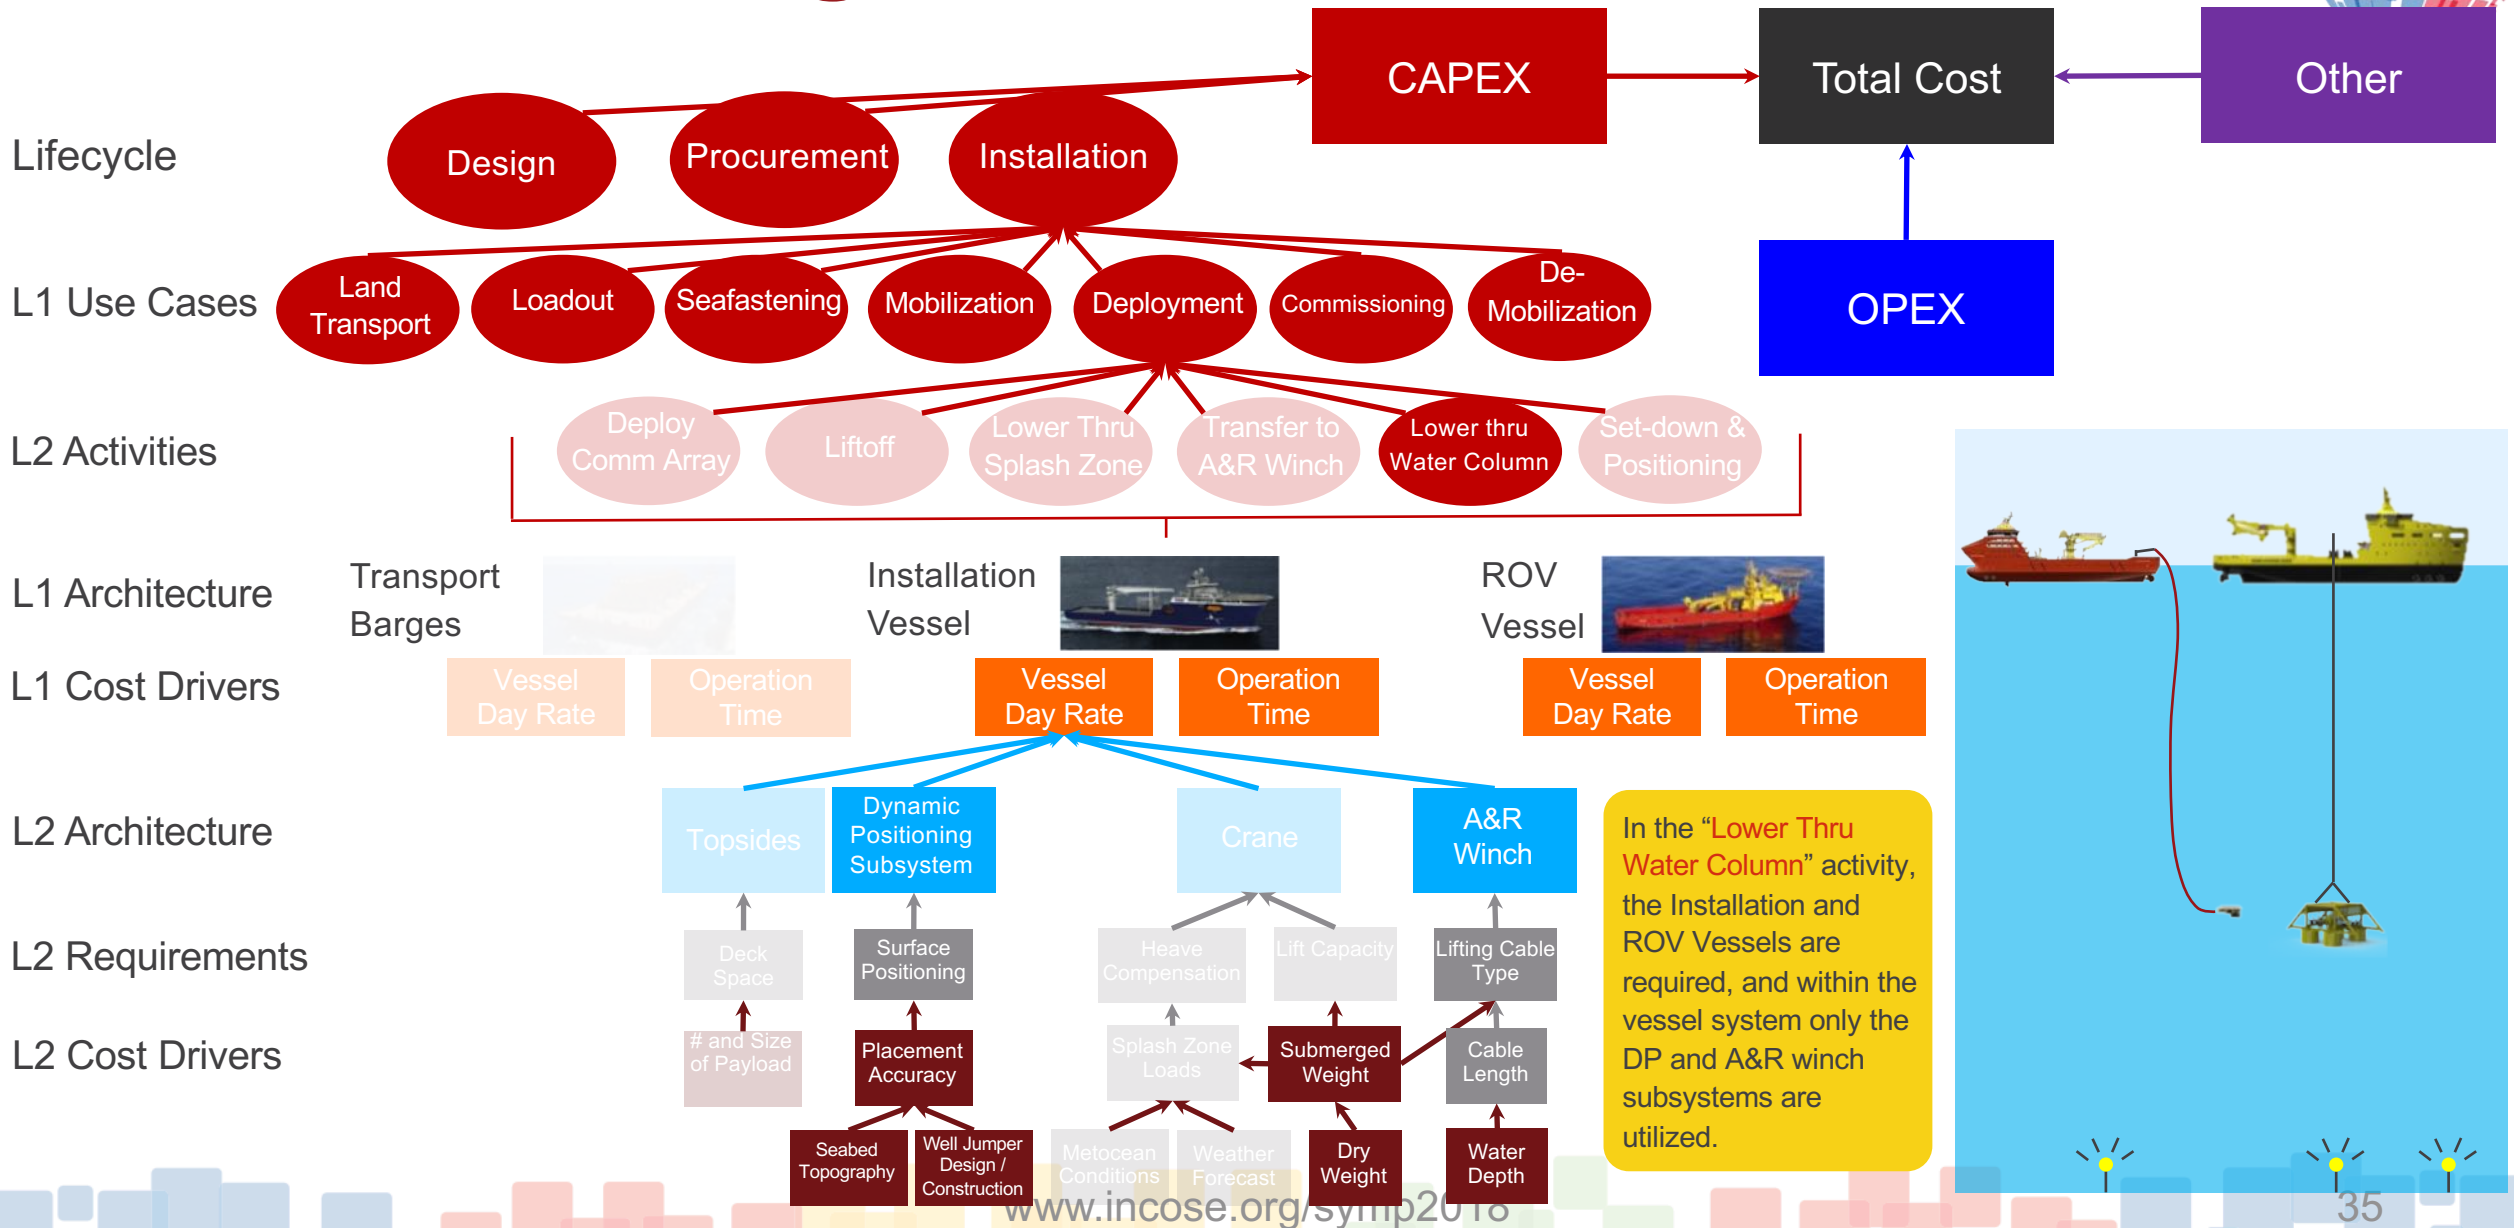 CAPEX
Total Cost
Other
Lifecycle
Design
Procurement
Installation
L1 Use Cases
Land
Transport
Loadout
Seafastening
Mobilization
Deployment
Commissioning
De-
Mobilization
OPEX
L2 Activities
Deploy
Comm Array
Liftoff
Lower Thru
Splash Zone
Transfer to
A&R Winch
Lower thru
Water Column
Set-down &
Positioning
L1 Architecture
Transport
Barges
Installation
Vessel
ROV
Vessel
L1 Cost Drivers
Vessel
Day Rate
Operation
Time
Vessel
Day Rate
Operation
Time
Vessel
Day Rate
Operation
Time
L2 Architecture
Topsides
Dynamic
Positioning
Subsystem
Crane
A&R
Winch
L2 Requirements
Deck
Space
Surface
Positioning
Heave
Compensation
Lift Capacity
Lifting Cable
Type
L2 Cost Drivers
# and Size
of Payload
Placement
Accuracy
Splash Zone
Loads
Submerged
Weight
Cable
Length
Seabed
Topography
Well Jumper
Design /
Construction
Metocean
Conditions
Weather
Forecast
Dry
Weight
Water
Depth
In the “Lower Thru
Water Column” activity,
the Installation and
ROV Vessels are
required, and within the
vessel system only the
DP and A&R winch
subsystems are
utilized.
www.incose.org/symp2018
35